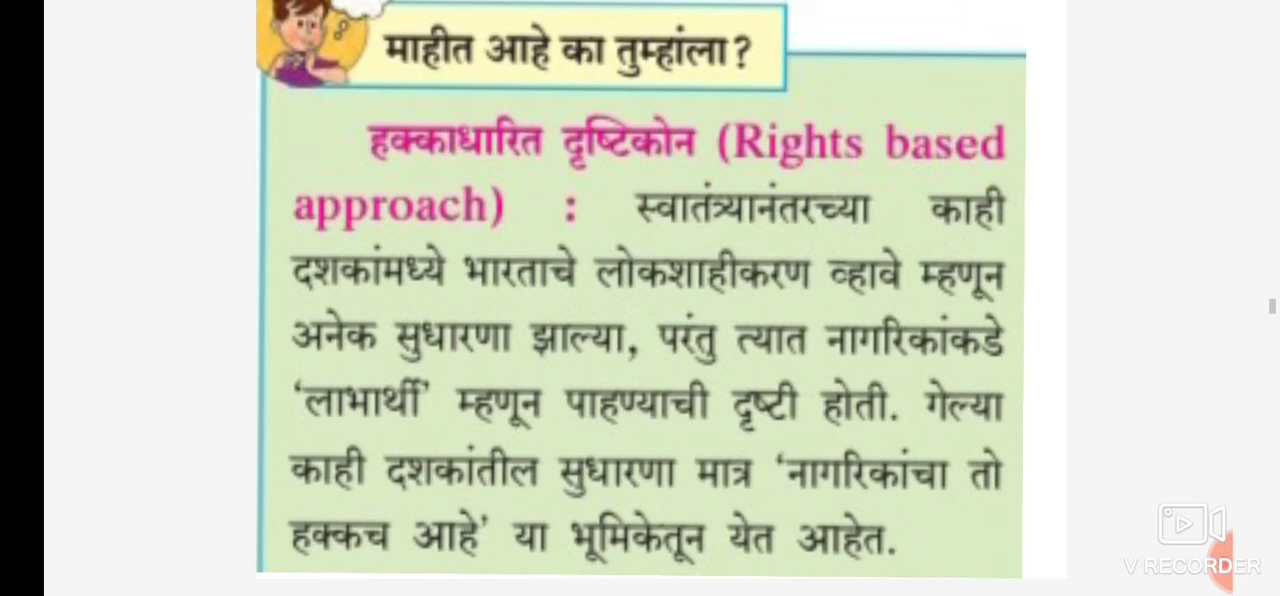 माहीत आहे का तुम्हांला?
हक्काधारित दृष्टिकोन (Rights based
approach) : स्वातंत्र्यानंतरच्या काही
दशकांमध्ये भारताचे लोकशाहीकरण व्हावे म्हणून
अनेक सुधारणा झाल्या, परंतु त्यात नागरिकांकडे
‘लाभार्थी’ म्हणून पाहण्याची दृष्टी होती. गेल्या
काही दशकांतील सुधारणा मात्र ‘नागरिकांचा तो
हक्कच आहे’ या भूमिकेतून येत आहेत.
V RECORDER